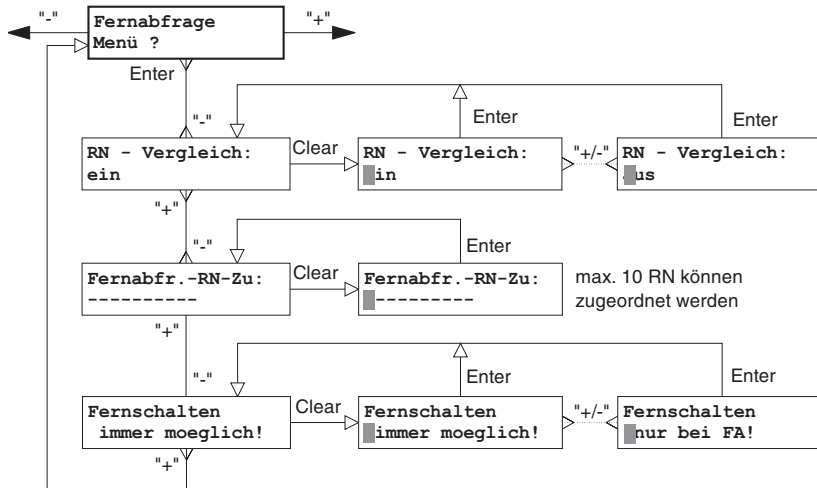 "-"
Fernabfrage
Menü ?
"+"
Enter
"-"
Enter
Enter
RN - Vergleich:
ein
Clear
RN - Vergleich:
in
"+/-"
RN - Vergleich:
aus
"+"
"-"
Enter
Fernabfr.-RN-Zu:
----------
Clear
Fernabfr.-RN-Zu:
---------
max. 10 RN können
zugeordnet werden
"+"
"-"
Enter
Enter
Fernschalten
immer moeglich!
Clear
Fernschalten
immer moeglich!
"+/-"
Fernschalten
nur bei FA!
"+"